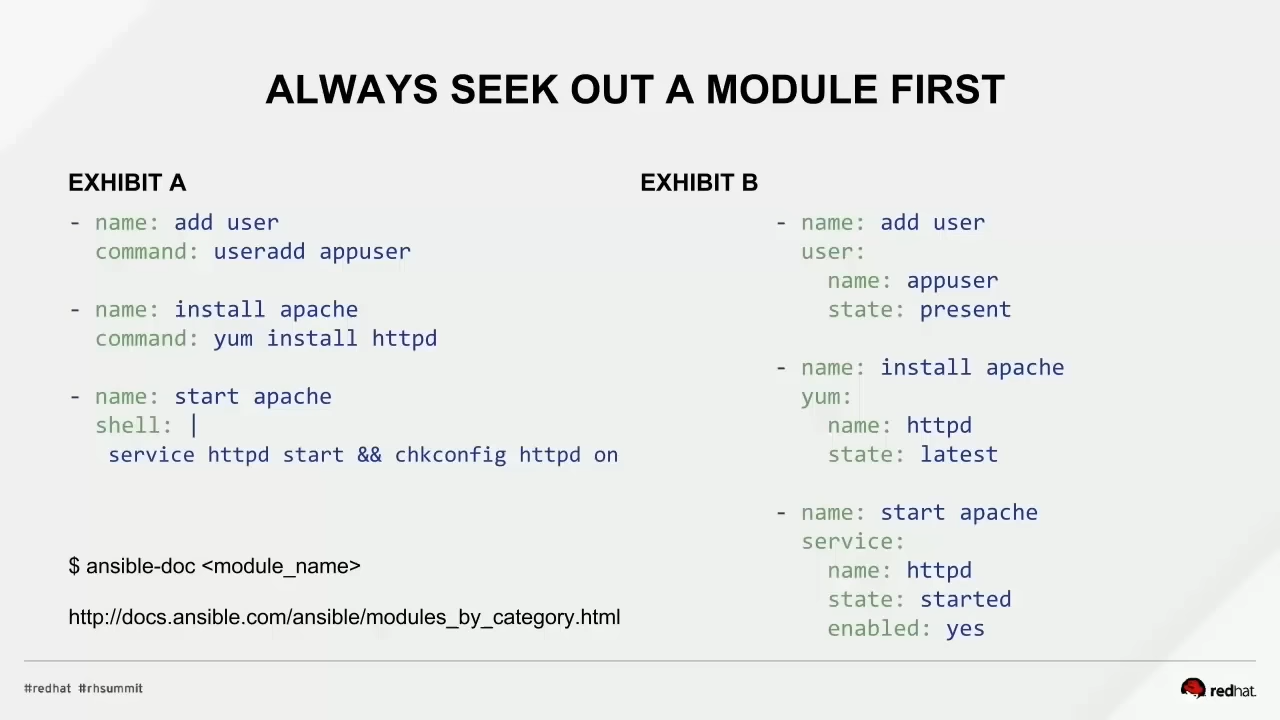 ALWAYS SEEK OUT A MODULE FIRST
EXHIBIT A
- name: add user
command: useradd appuser
- name: install apache
command: yum install httpd
- name: start apache
shell: |
service httpd start && chkconfig httpd on
$ ansible-doc <module_name>
http://docs.ansible.com/ansible/modules_by_category.html
EXHIBIT B
- name: add user
user:
name: appuser
state: present
- name: install apache
yum:
name: httpd
state: latest
- name: start apache
service:
name: httpd
state: started
enabled: yes
#redhat #rhsummit
redhat.